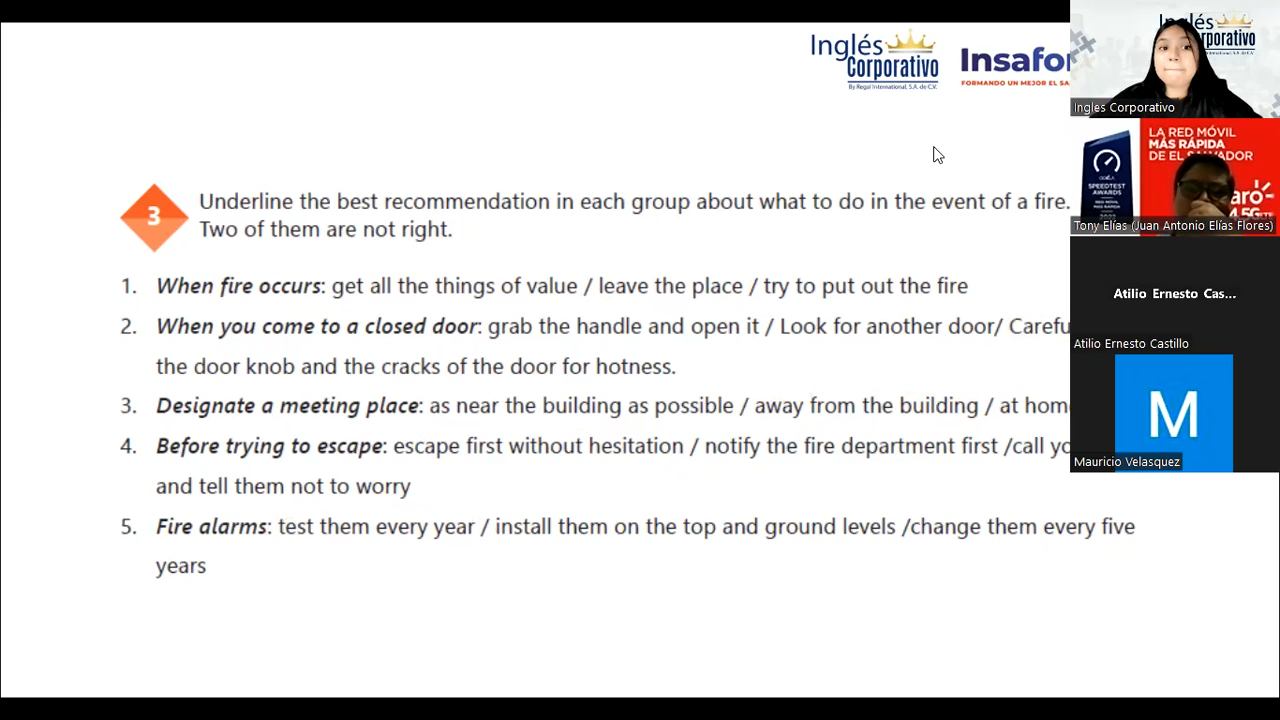 Inglés
Corporativo
By Regal International, S.A. de C.V.
Insafo
FORMANDO UN MEJOR EL SA
3
Underline the best recommendation in each group about what to do in the event of a fire.
Two of them are not right.
1. When fire occurs: get all the things of value / leave the place / try to put out the fire
2. When you come to a closed door: grab the handle and open it / Look for another door/ Carefu
the door knob and the cracks of the door for hotness.
3. Designate a meeting place: as near the building as possible / away from the building / at hom
4. Before trying to escape: escape first without hesitation / notify the fire department first /call yo
and tell them not to worry
5. Fire alarms: test them every year / install them on the top and ground levels /change them every five
years
Ingles Corporativo
LA RED MÓVIL
MÁS RÁPIDA
DE EL SALVADOR
SPEEDTEST
AWARDS
Tony Elías (Juan Antonio Elías Flores)
Atilio Ernesto Cas...
Atilio Ernesto Castillo
M
Mauricio Velasquez